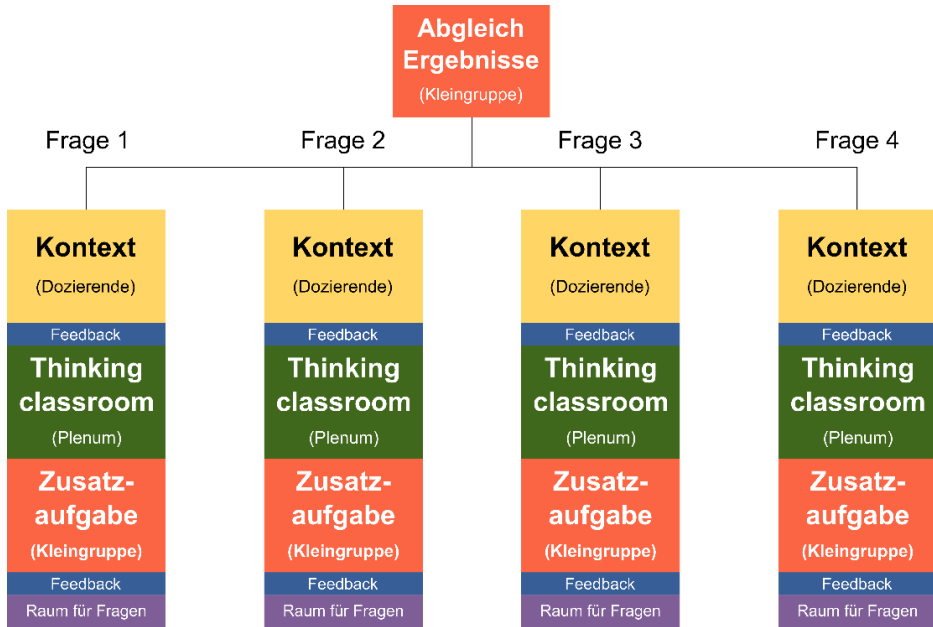 Abgleich
Ergebnisse
(Kleingruppe)
Frage 1
Frage 2
Frage 3
Frage 4
Kontext
(Dozierende)
Feedback
Thinking
classroom
(Plenum)
Zusatz-
aufgabe
(Kleingruppe)
Feedback
Raum für Fragen
Kontext
(Dozierende)
Feedback
Thinking
classroom
(Plenum)
Zusatz-
aufgabe
(Kleingruppe)
Feedback
Raum für Fragen
Kontext
(Dozierende)
Feedback
Thinking
classroom
(Plenum)
Zusatz-
aufgabe
(Kleingruppe)
Feedback
Raum für Fragen
Kontext
(Dozierende)
Feedback
Thinking
classroom
(Plenum)
Zusatz-
aufgabe
(Kleingruppe)
Feedback
Raum für Fragen